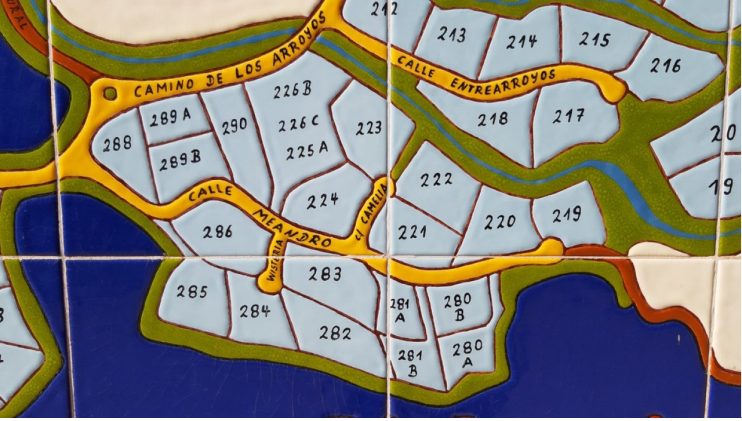 RAL
212
213
214
215
216
CAMINO DE LOS ARROYOS
CALLE ENTREARROYOS
226 B
226 C
225 A
289 A
290
288
289 B
223
218
217
20
19
222
224
CALLE MEANDRO
C/ CAMELIA
286
221
220
219
WISTERIA
283
285
284
282
281
A
280
B
281
B
280
A